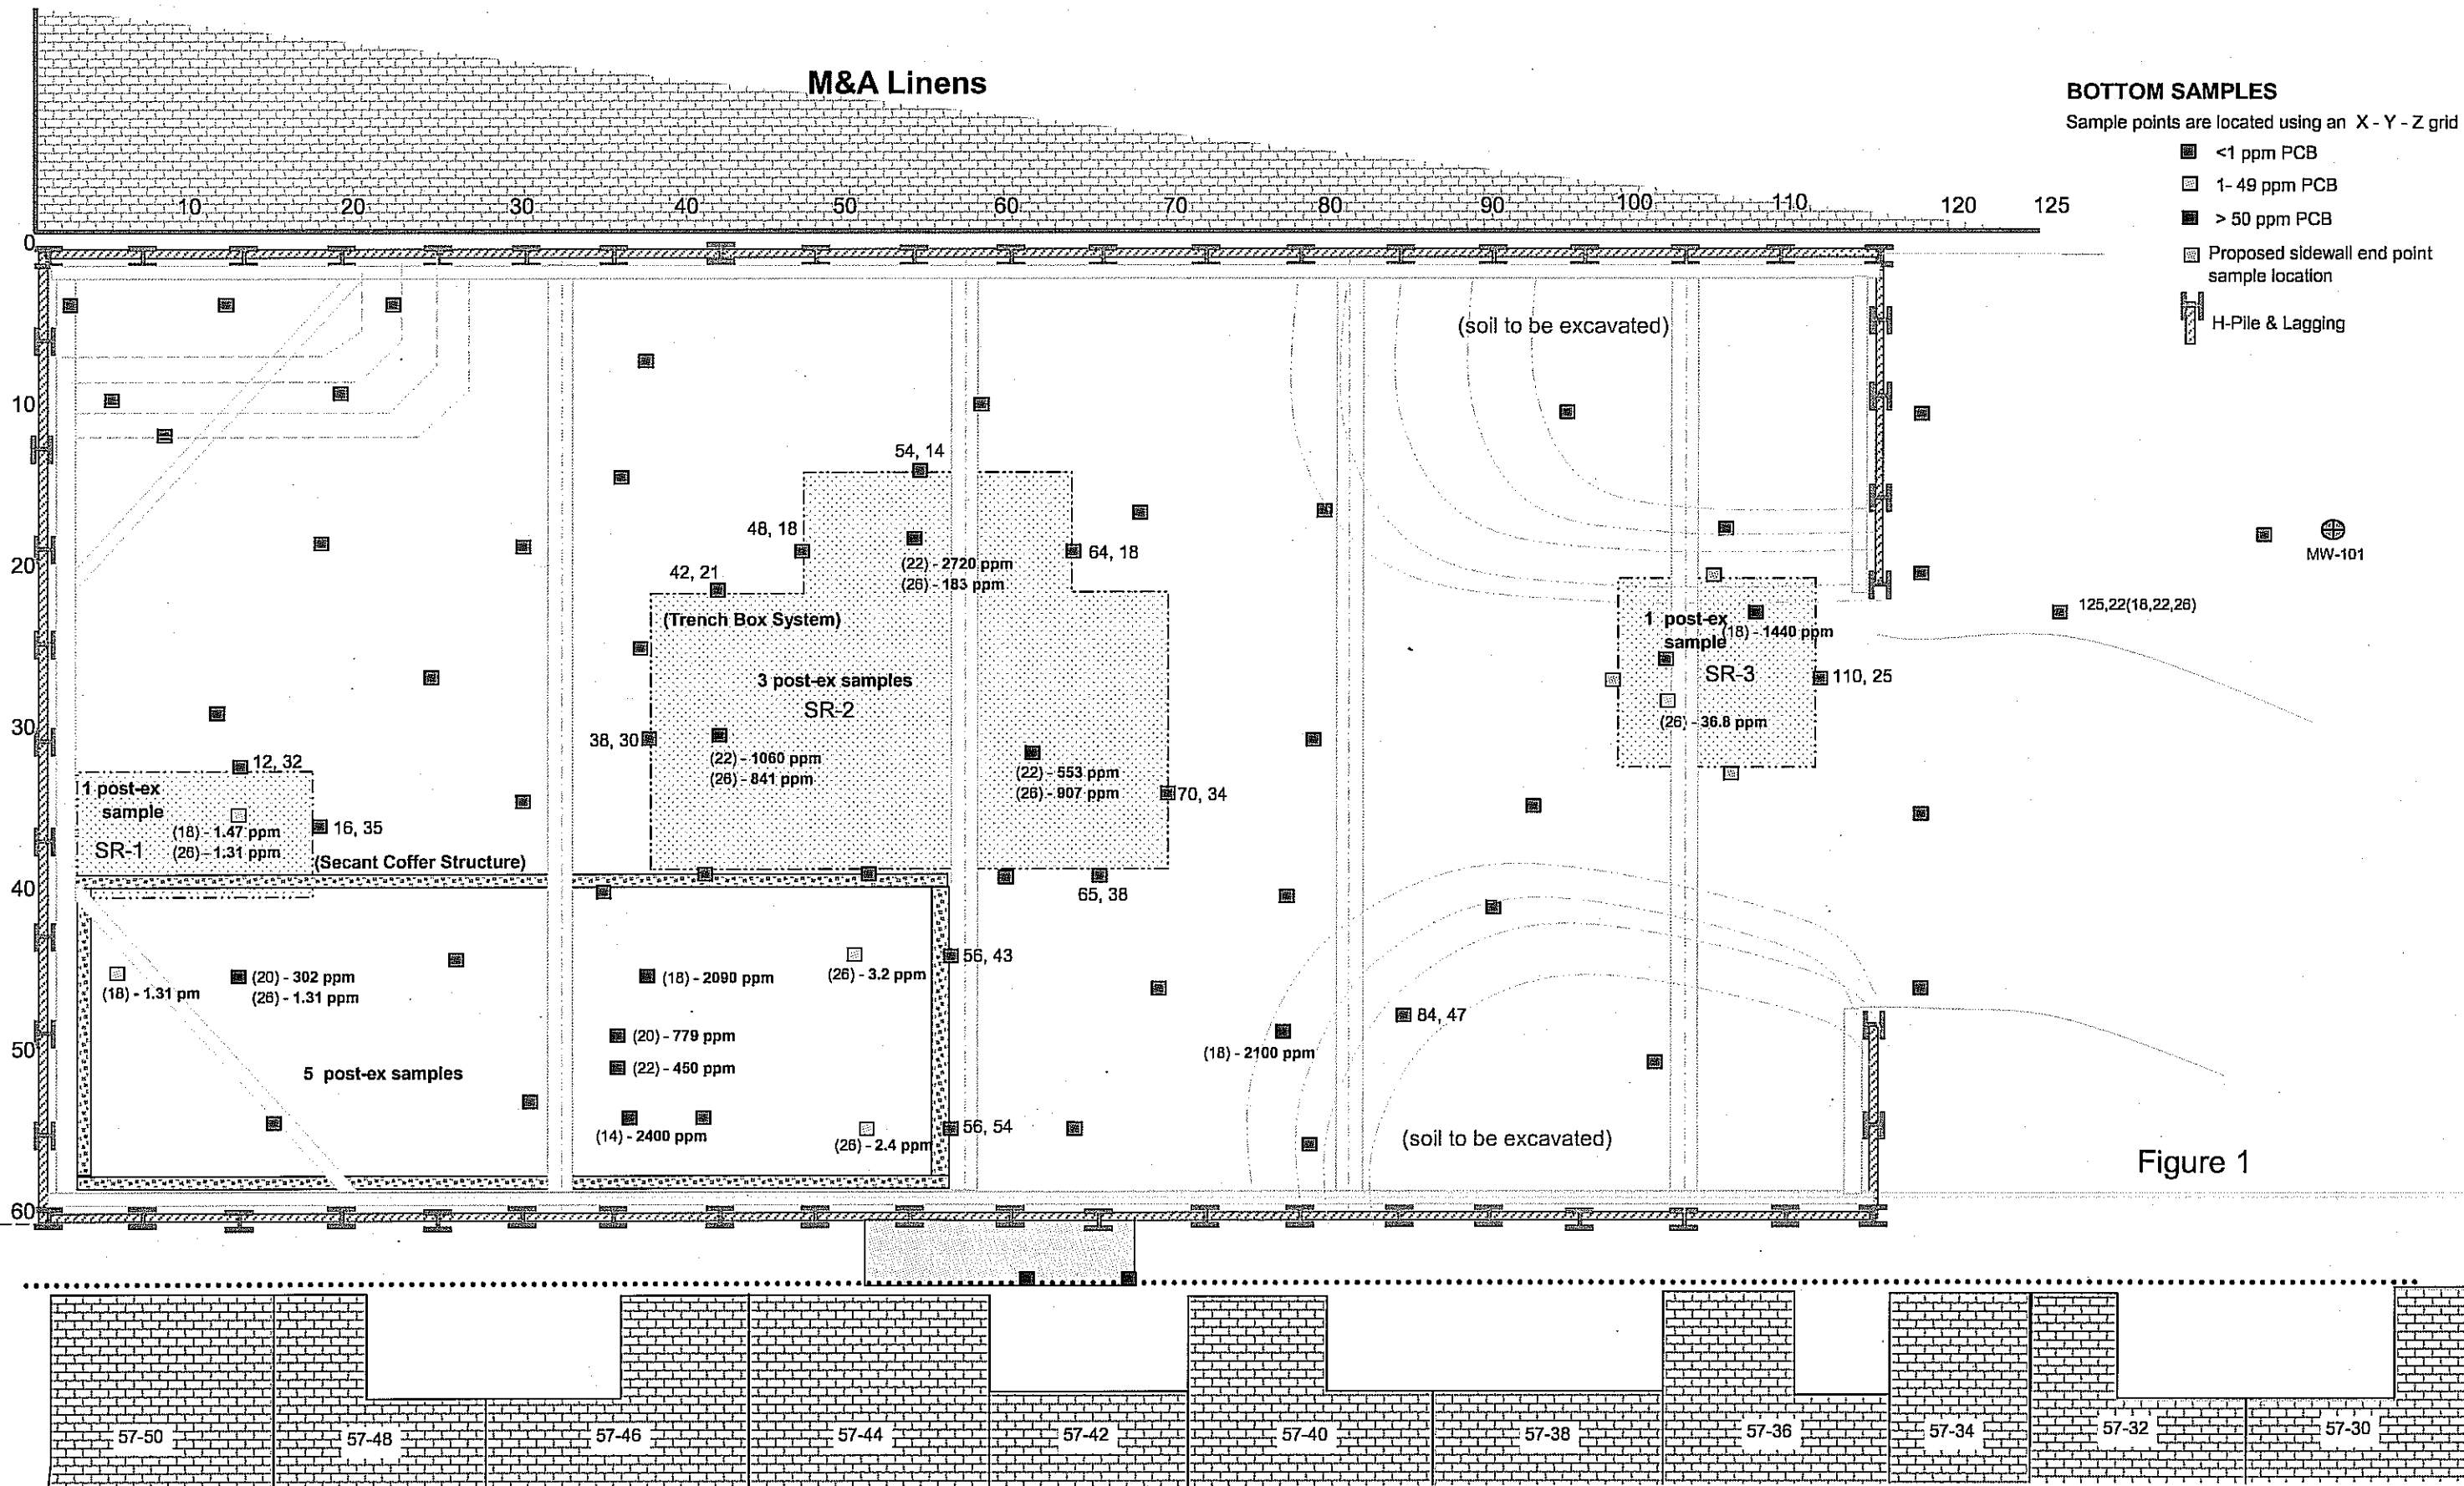 M&A Linens
BOTTOM SAMPLES
Sample points are located using an X - Y - Z grid
<1 ppm PCB
1- 49 ppm PCB
> 50 ppm PCB
Proposed sidewall end point
sample location
H-Pile & Lagging
10 20 30 40 50 60 70 80 90 100 110 120 125
0
10
20
30
40
50
60
(soil to be excavated)
54, 14
48, 18
64, 18
(22) - 2720 ppm
(26) - 183 ppm
42, 21
(Trench Box System)
3 post-ex samples
SR-2
38, 30
(22) - 1060 ppm
(26) - 841 ppm
(22) - 553 ppm
(26) - 907 ppm
70, 34
65, 38
MW-101
125,22(18,22,26)
1 post-ex
sample
(18) - 1440 ppm
SR-3
110, 25
(26) - 36.8 ppm
12, 32
1 post-ex
sample
(18) - 1.47 ppm
SR-1
(26) - 1.31 ppm
16, 35
(Secant Coffer Structure)
(18) - 1.31 pm
(20) - 302 ppm
(26) - 1.31 ppm
5 post-ex samples
(18) - 2090 ppm
(20) - 779 ppm
(22) - 450 ppm
(14) - 2400 ppm
(26) - 3.2 ppm
(26) - 2.4 ppm
56, 43
56, 54
84, 47
(18) - 2100 ppm
(soil to be excavated)
Figure 1
57-50
57-48
57-46
57-44
57-42
57-40
57-38
57-36
57-34
57-32
57-30